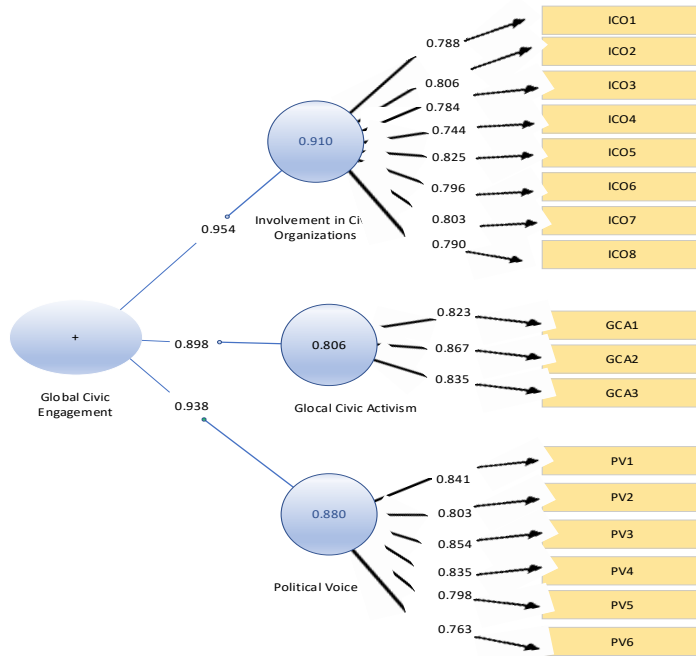 ICO1
0.788
ICO2
0.806
ICO3
0.784
ICO4
0.744
0.910
ICO5
0.825
ICO6
0.796
ICO7
0.803
Involvement in Civ
0.954
Organizations
0.790
ICO8
0.823
GCA1
+
0.898
0.806
0.867
GCA2
0.835
GCA3
Global Civic
Engagement
0.938
Glocal Civic Activism
PV1
0.841
PV2
0.803
0.880
PV3
0.854
0.835
PV4
Political Voice
0.798
PV5
0.763
PV6